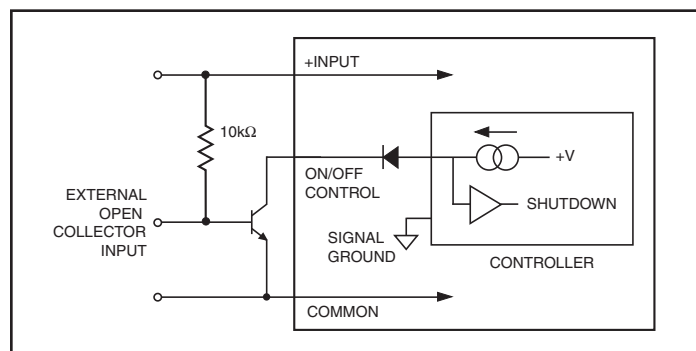 +INPUT
10kΩ
ON/OFF
CONTROL
+V
SHUTDOWN
EXTERNAL
OPEN
COLLECTOR
INPUT
SIGNAL
GROUND
CONTROLLER
COMMON